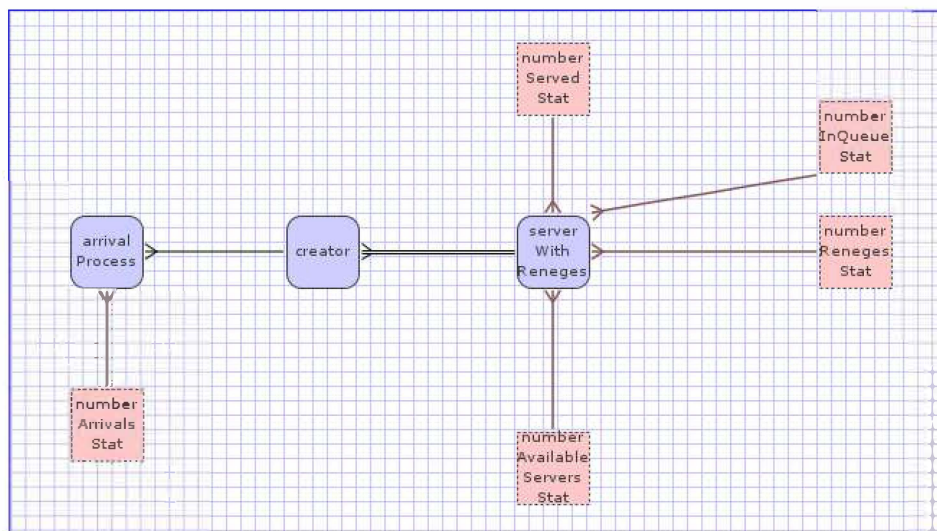 number
Served
Stat
number
InQueue
Stat
arrival
Process
creator
server
With
Reneges
number
Reneges
Stat
number
Arrivals
Stat
number
Available
Servers
Stat